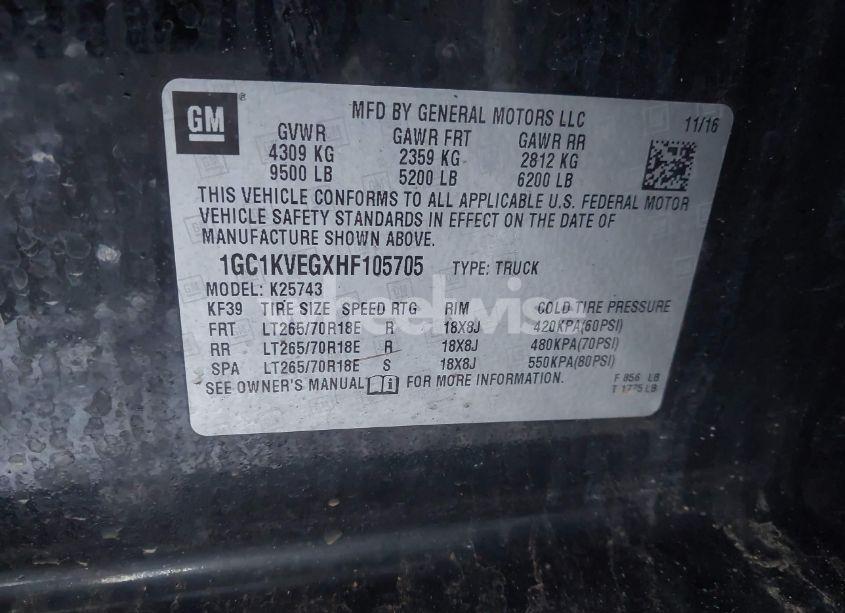 GM ®
MFD BY GENERAL MOTORS LLC
11/16
GVWR GAWR FRT GAWR RR
4309 KG 2359 KG 2812 KG
9500 LB 5200 LB 6200 LB
THIS VEHICLE CONFORMS TO ALL APPLICABLE U.S. FEDERAL MOTOR
VEHICLE SAFETY STANDARDS IN EFFECT ON THE DATE OF
MANUFACTURE SHOWN ABOVE.
1GC1KVEGXHF105705 TYPE: TRUCK
MODEL: K25743
KF39 TIRE SIZE SPEED RTG RIM COLD TIRE PRESSURE
FRT LT265/70R18E R 18X8J 420KPA(60PSI)
RR LT265/70R18E R 18X8J 480KPA(70PSI)
SPA LT265/70R18E S 18X8J 550KPA(80PSI)
SEE OWNER'S MANUAL FOR MORE INFORMATION.
F 856 LB
T 1775 LB